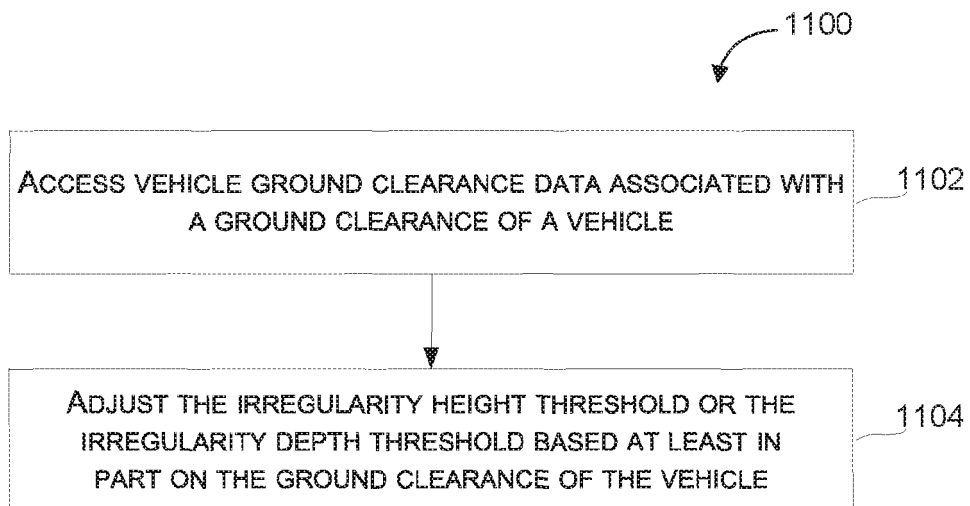 1100
ACCESS VEHICLE GROUND CLEARANCE DATA ASSOCIATED WITH
A GROUND CLEARANCE OF A VEHICLE
1102
ADJUST THE IRREGULARITY HEIGHT THRESHOLD OR THE
IRREGULARITY DEPTH THRESHOLD BASED AT LEAST IN
PART ON THE GROUND CLEARANCE OF THE VEHICLE
1104